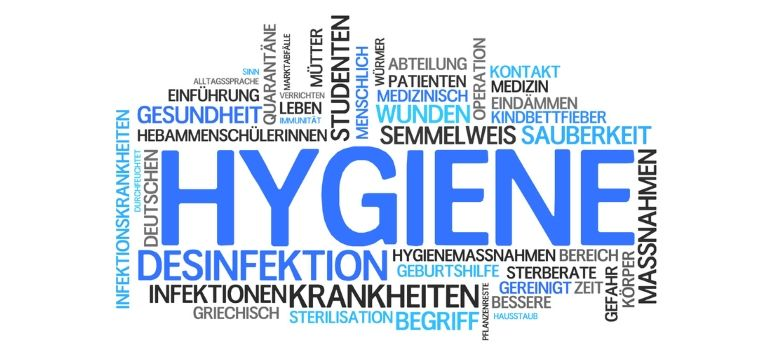 SINN
ALLTAGSSPRACHE
EINFÜHRUNG
GESUNDHEIT
QUARANTÄNE
MARKTABFÄLLE
VERRICHTEN
LEBEN
IMMUNITÄT
MÜTTER
STUDENTEN
MENSCHLICH
WÜRMER
ABTEILUNG
PATIENTEN
MEDIZINISCH
WUNDEN
OPERATION
KONTAKT
MEDIZIN
EINDÄMMEN
KINDBETTFIEBER
HEBAMMENSCHÜLERINNEN
SEMMELWEIS
SAUBERKEIT
INFEKTIONSKRANKHEITEN
DURCHFEUCHTET
DEUTSCHEN
HYGIENE
MASSNAHMEN
DESINFEKTION
HYGIENEMASSNAHMEN
BEREICH
GEBURTSHILFE
STERBERATE
GEFAHR
KÖRPER
INFEKTIONEN
KRANKHEITEN
GEREINIGT
ZEIT
PFLANZENRESTE
BESSERE
GRIECHISCH
STERILISATION
BEGRIFF
HAUSSTAUB